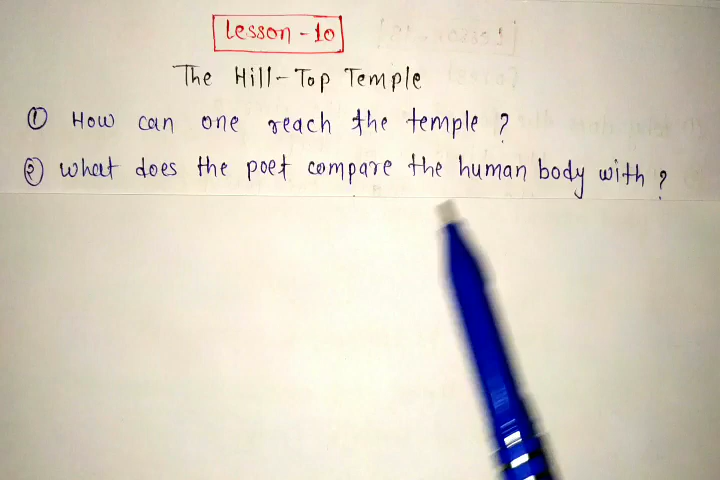 Lesson - 10
The Hill-Top Temple
① How can one reach the temple ?
② what does the poet compare the human body with ?